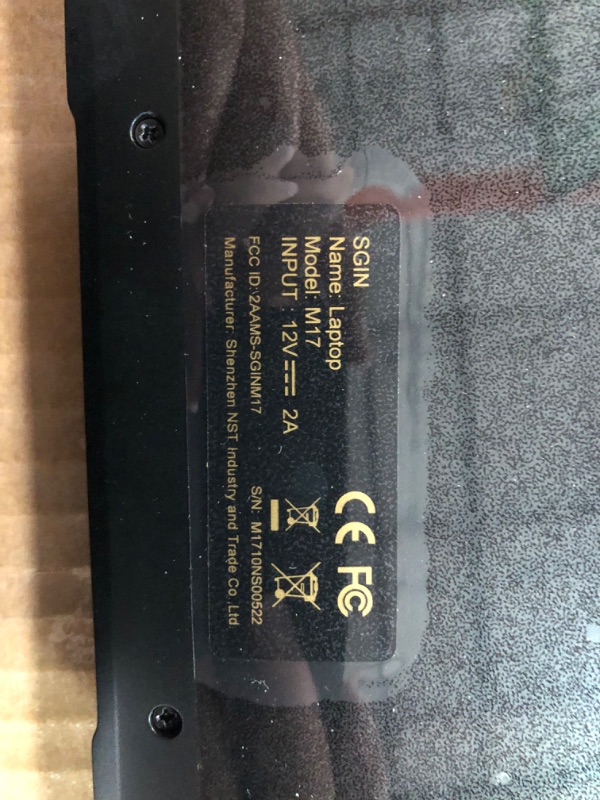 SGIN
Name: Laptop
Model: M17
INPUT : 12V 2A
FCC ID: 2AAMS-SGINM17
S/N: M1710NS00522
Manufacturer: Shenzhen NST Industry and Trade Co.,Ltd.
CE FC